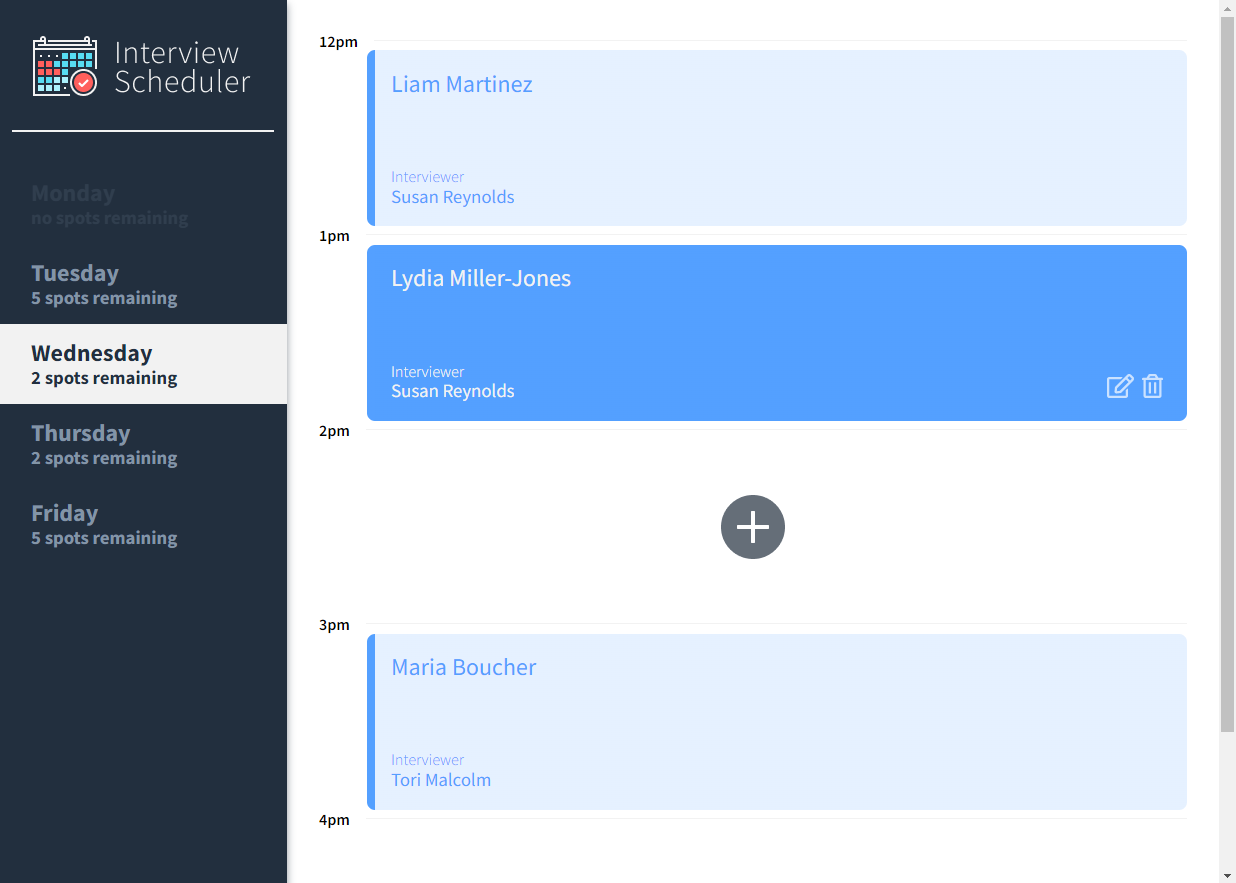 Interview
Scheduler
Monday
no spots remaining
Tuesday
5 spots remaining
Wednesday
2 spots remaining
Thursday
2 spots remaining
Friday
5 spots remaining
12pm
Liam Martinez
Interviewer
Susan Reynolds
1pm
Lydia Miller-Jones
Interviewer
Susan Reynolds
2pm
3pm
Maria Boucher
Interviewer
Tori Malcolm
4pm